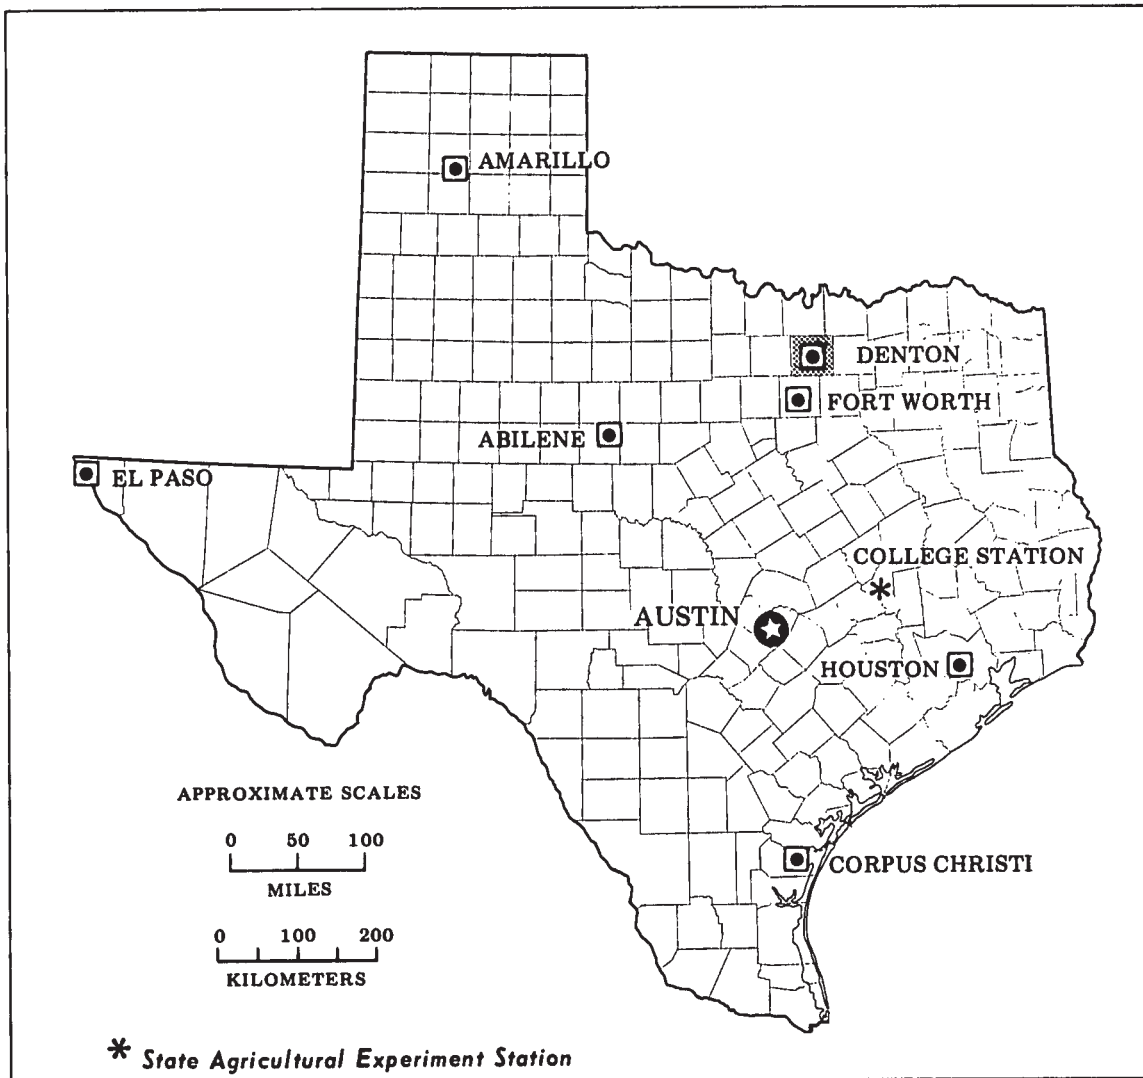 AMARILLO
DENTON
FORT WORTH
ABILENE
EL PASO
COLLEGE STATION
*
AUSTIN
HOUSTON
APPROXIMATE SCALES
0 50 100
MILES
CORPUS CHRISTI
0 100 200
KILOMETERS
* State Agricultural Experiment Station